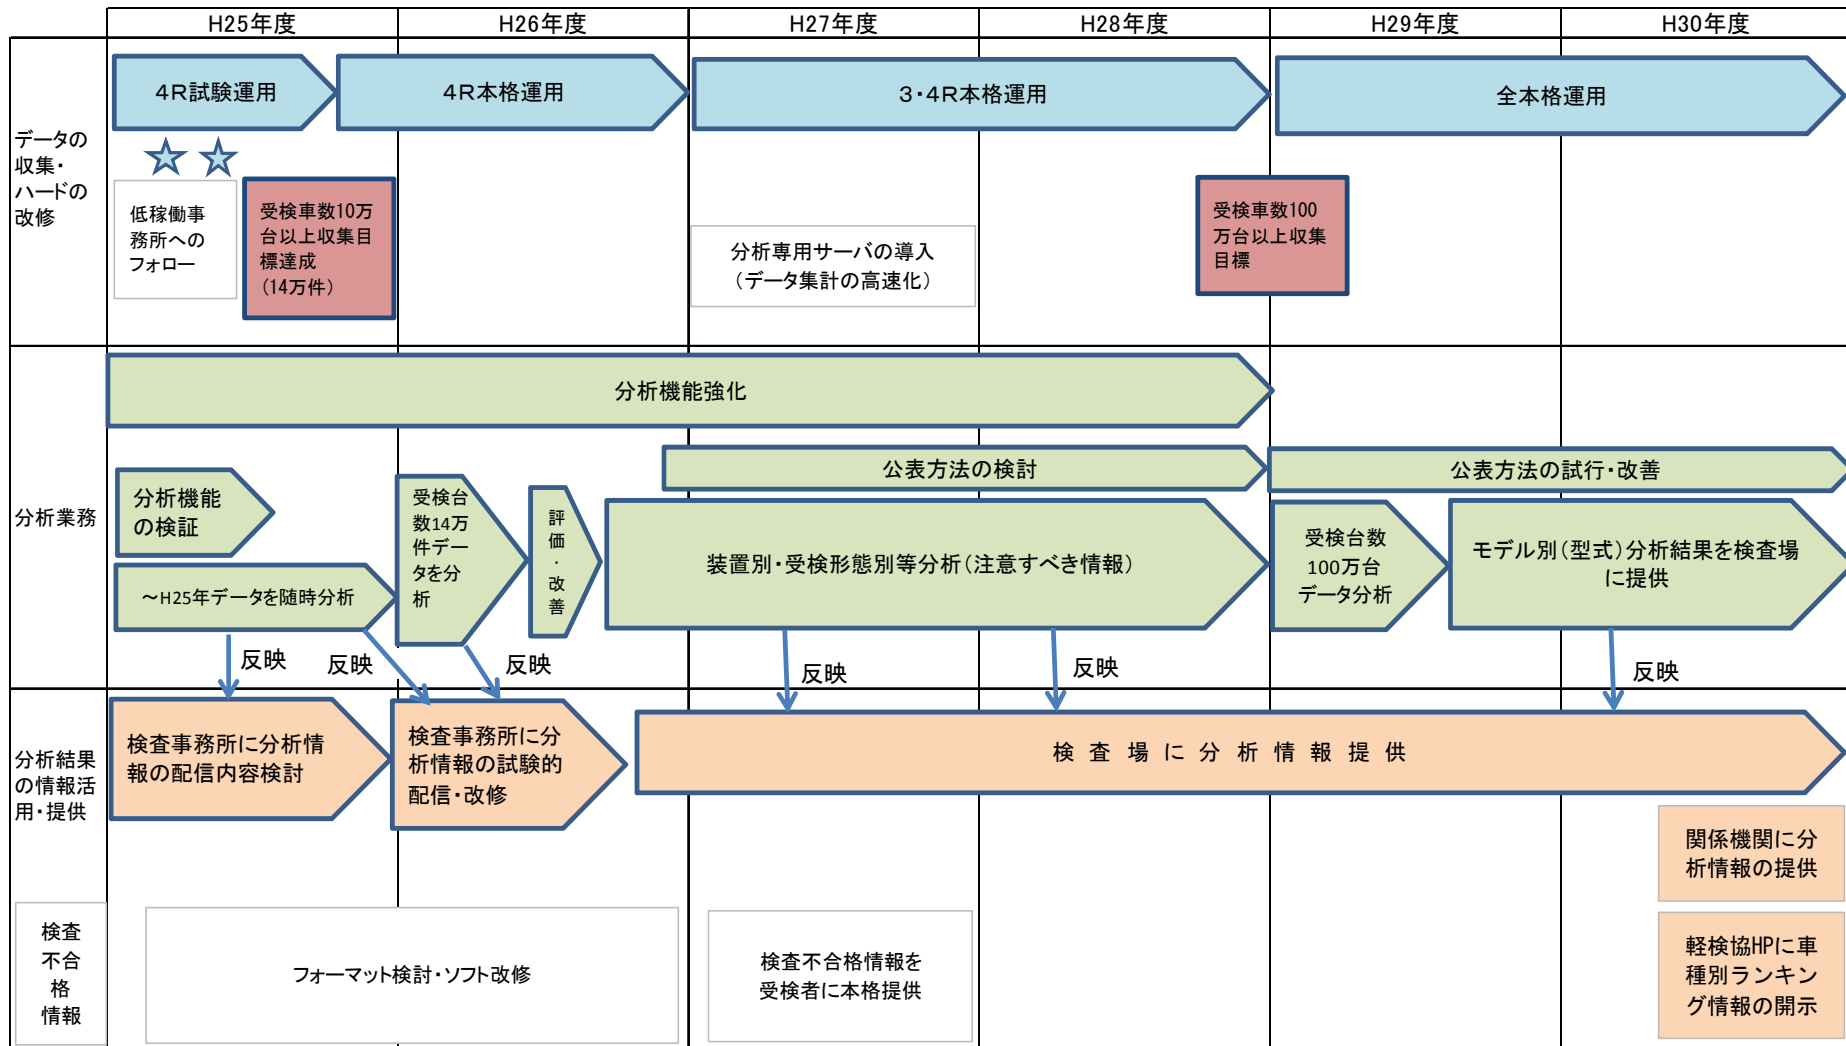 H25年度
H26年度
H27年度
H28年度
H29年度
H30年度
データの
収集・
ハードの
改修
4R試験運用
4R本格運用
3・4R本格運用
全本格運用
低稼働事
務所への
フォロー
受検車数10万
台以上収集目
標達成
(14万件)
分析専用サーバの導入
(データ集計の高速化)
受検車数100
万台以上収集
目標
分析業務
分析機能強化
公表方法の検討
公表方法の試行・改善
分析機能
の検証
受検台
数14万
件デー
タを分
析
評
価
・
改
善
装置別・受検形態別等分析(注意すべき情報)
受検台数
100万台
データ分析
モデル別(型式)分析結果を検査場
に提供
～H25年データを随時分析
反映
反映
反映
反映
反映
反映
分析結果
の情報活
用・提供
検査事務所に分析情
報の配信内容検討
検査事務所に分
析情報の試験的
配信・改修
検査場に分析情報提供
関係機関に分
析情報の提供
検査
不合
格
情報
フォーマット検討・ソフト改修
検査不合格情報を
受検者に本格提供
軽検協HPに車
種別ランキン
グ情報の開示